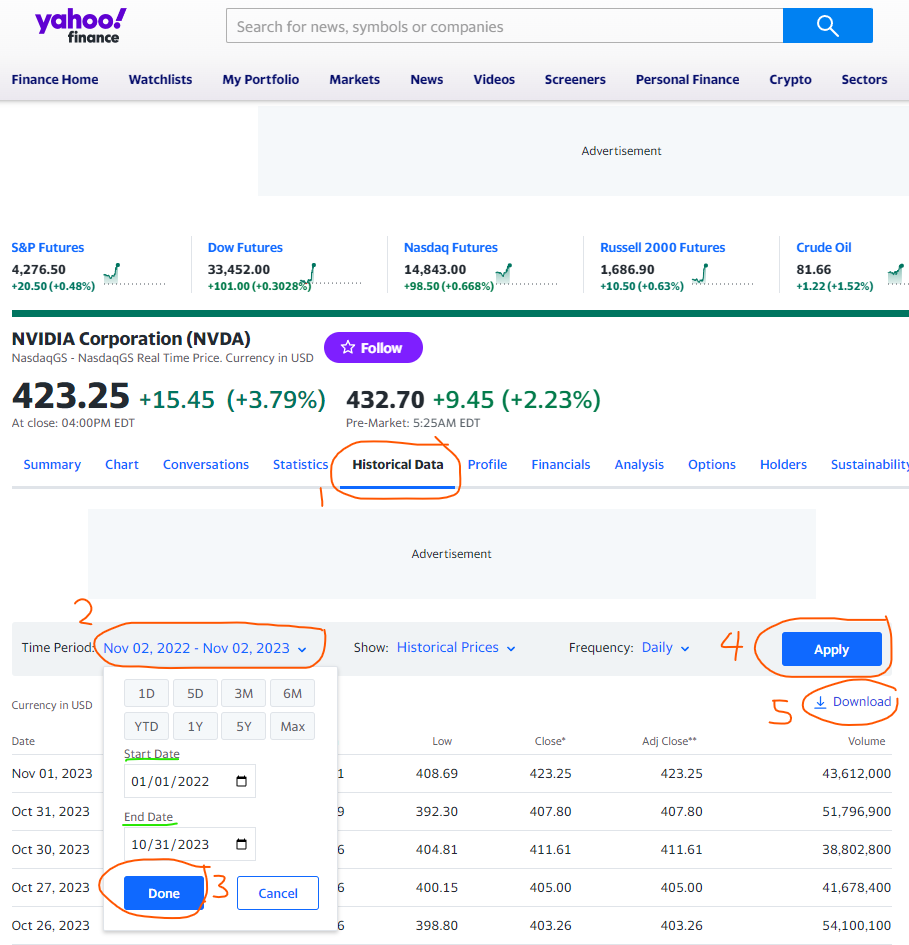 yahoo!
finance
Search for news, symbols or companies
Finance Home Watchlists My Portfolio Markets News Videos Screeners Personal Finance Crypto Sectors
Advertisement
S&P Futures Dow Futures Nasdaq Futures Russell 2000 Futures Crude Oil
4,276.50 33,452.00 14,843.00 1,686.90 81.66
+20.50 (+0.48%) +101.00 (+0.3028%) +98.50 (+0.668%) +10.50 (+0.63%) +1.22 (+1.52%)
NVIDIA Corporation (NVDA)
NasdaqGS - NasdaqGS Real Time Price. Currency in USD
Follow
423.25 +15.45 (+3.79%) 432.70 +9.45 (+2.23%)
At close: 04:00PM EDT Pre-Market: 5:25AM EDT
Summary Chart Conversations Statistics Historical Data Profile Financials Analysis Options Holders Sustainability
1
Advertisement
2
Time Period: Nov 02, 2022 - Nov 02, 2023 Show: Historical Prices Frequency: Daily 4 Apply
1D 5D 3M 6M
Currency in USD 5 Download
YTD 1Y 5Y Max
Date Low Close* Adj Close** Volume
Start Date
Nov 01, 2023 01/01/2022 1 408.69 423.25 423.25 43,612,000
Oct 31, 2023 9 392.30 407.80 407.80 51,796,900
End Date
Oct 30, 2023 10/31/2023 6 404.81 411.61 411.61 38,802,800
Oct 27, 2023 Done 3 Cancel 6 400.15 405.00 405.00 41,678,400
Oct 26, 2023 6 398.80 403.26 403.26 54,100,100